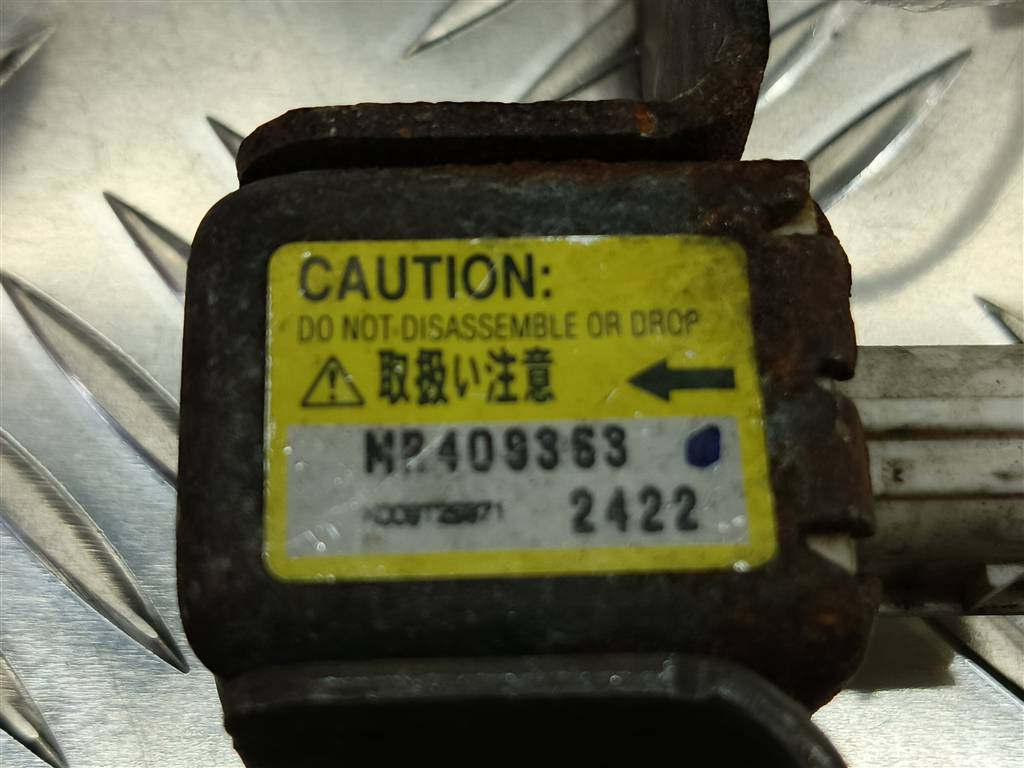 CAUTION:
DO NOT DISASSEMBLE OR DROP
取扱い注意
MR409363
2422